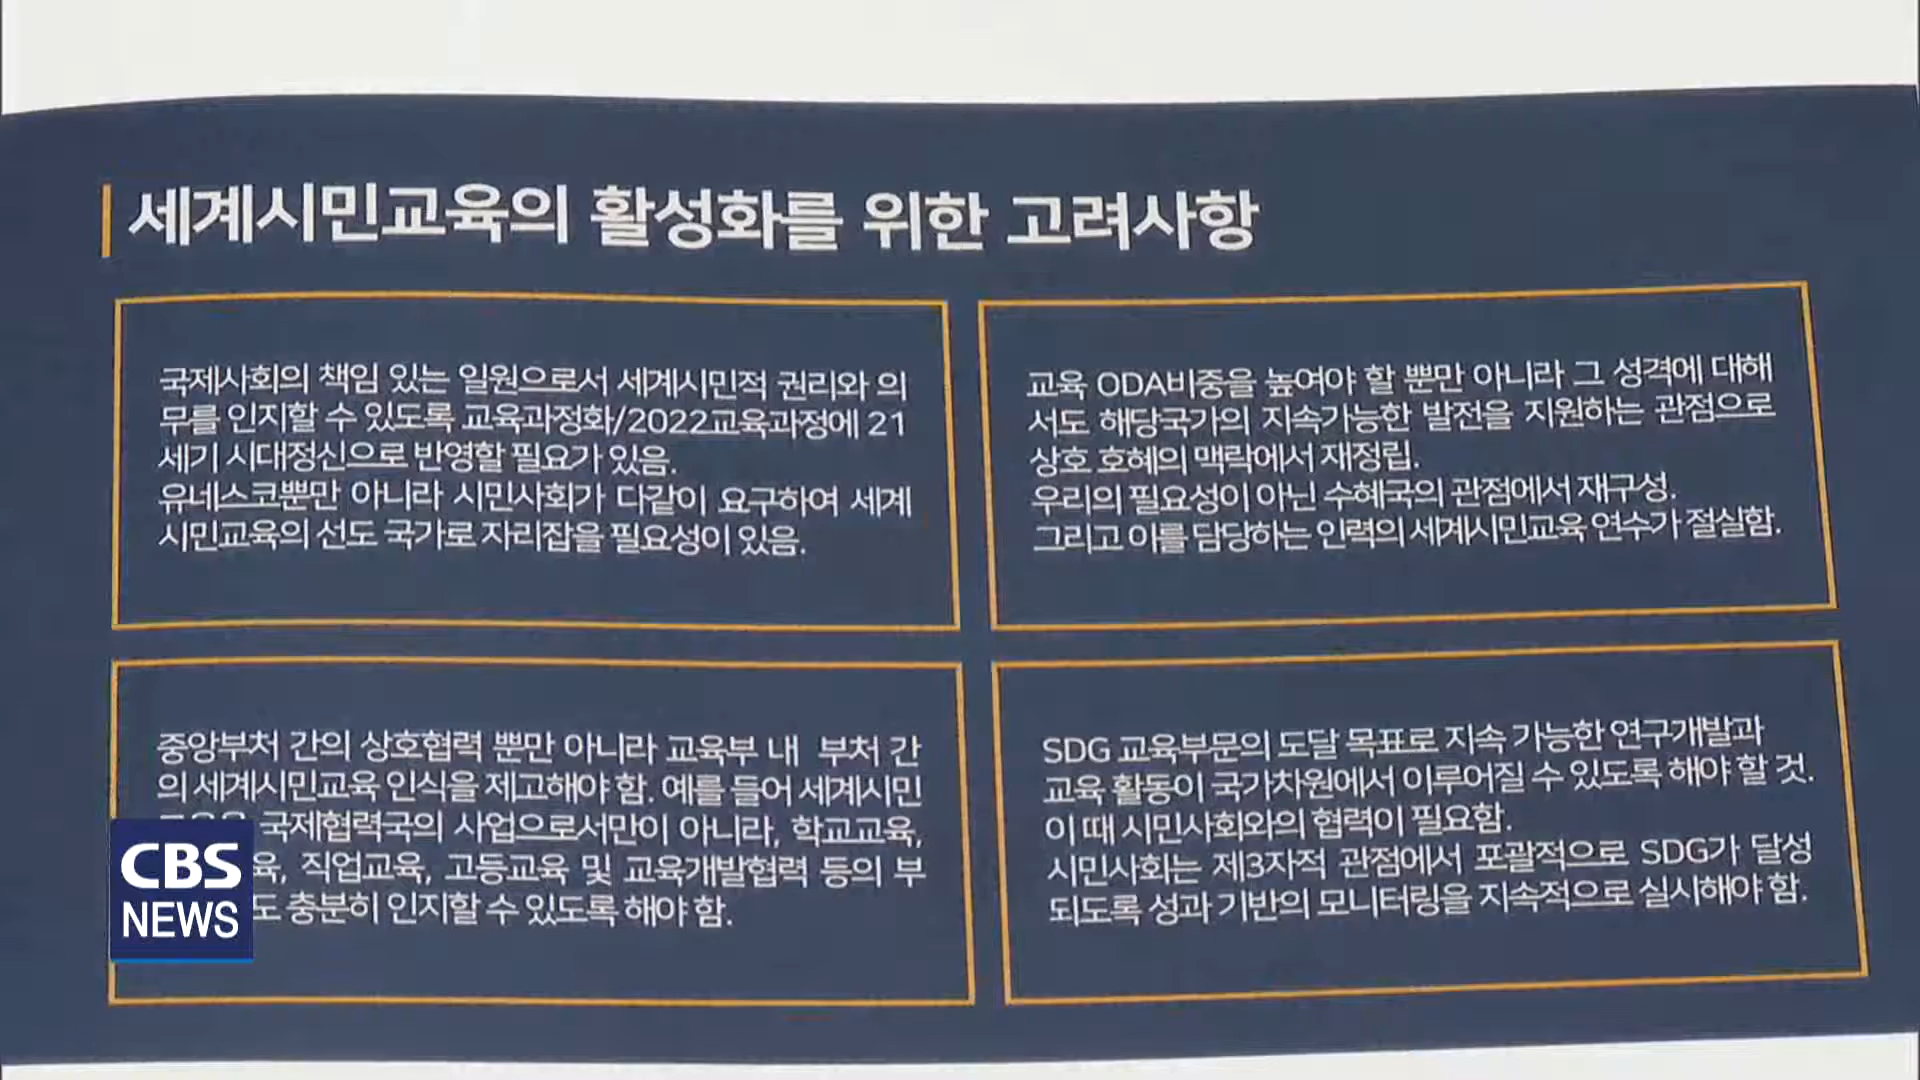 세계시민교육의 활성화를 위한 고려사항
국제사회의 책임 있는 일원으로서 세계시민적 권리와 의
무를 인지할 수 있도록 교육과정화/2022교육과정에 21
세기 시대정신으로 반영할 필요가 있음.
유네스코뿐만 아니라 시민사회가 다같이 요구하여 세계
시민교육의 선도 국가로 자리잡을 필요성이 있음.
교육 ODA비중을 높여야 할 뿐만 아니라 그 성격에 대해
서도 해당국가의 지속가능한 발전을 지원하는 관점으로
상호 호혜의 맥락에서 재정립.
우리의 필요성이 아닌 수혜국의 관점에서 재구성.
그리고 이를 담당하는 인력의 세계시민교육 연수가 절실함.
중앙부처 간의 상호협력 뿐만 아니라 교육부 내 부처 간
의 세계시민교육 인식을 제고해야 함. 예를 들어 세계시민
국제협력국의 사업으로서만이 아니라, 학교교육,
육, 직업교육, 고등교육 및 교육개발협력 등의 부
도 충분히 인지할 수 있도록 해야 함.
SDG 교육부문의 도달 목표로 지속 가능한 연구개발과
교육 활동이 국가차원에서 이루어질 수 있도록 해야 할 것.
이 때 시민사회와의 협력이 필요함.
시민사회는 제3자적 관점에서 포괄적으로 SDG가 달성
되도록 성과 기반의 모니터링을 지속적으로 실시해야 함.
CBS
NEWS